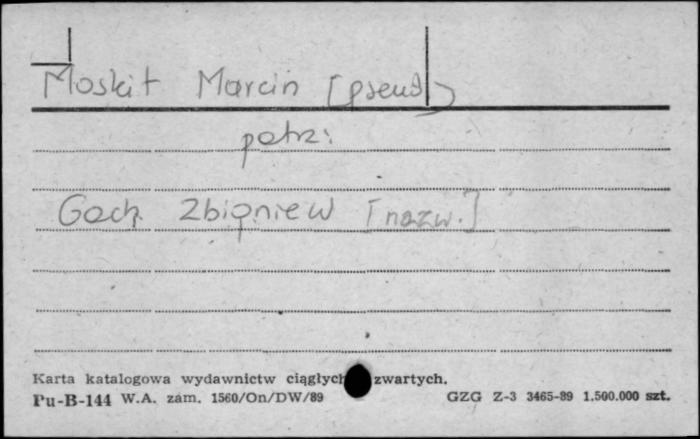 Moskit Marcin [pseud]
patrz:
Gach Zbigniew [nazw.]
Karta katalogowa wydawnictw ciągłych zwartych.
Pu-B-144 W.A. zam. 1560/On/DW/89 GZG Z-3 3465-89 1.500.000 szt.